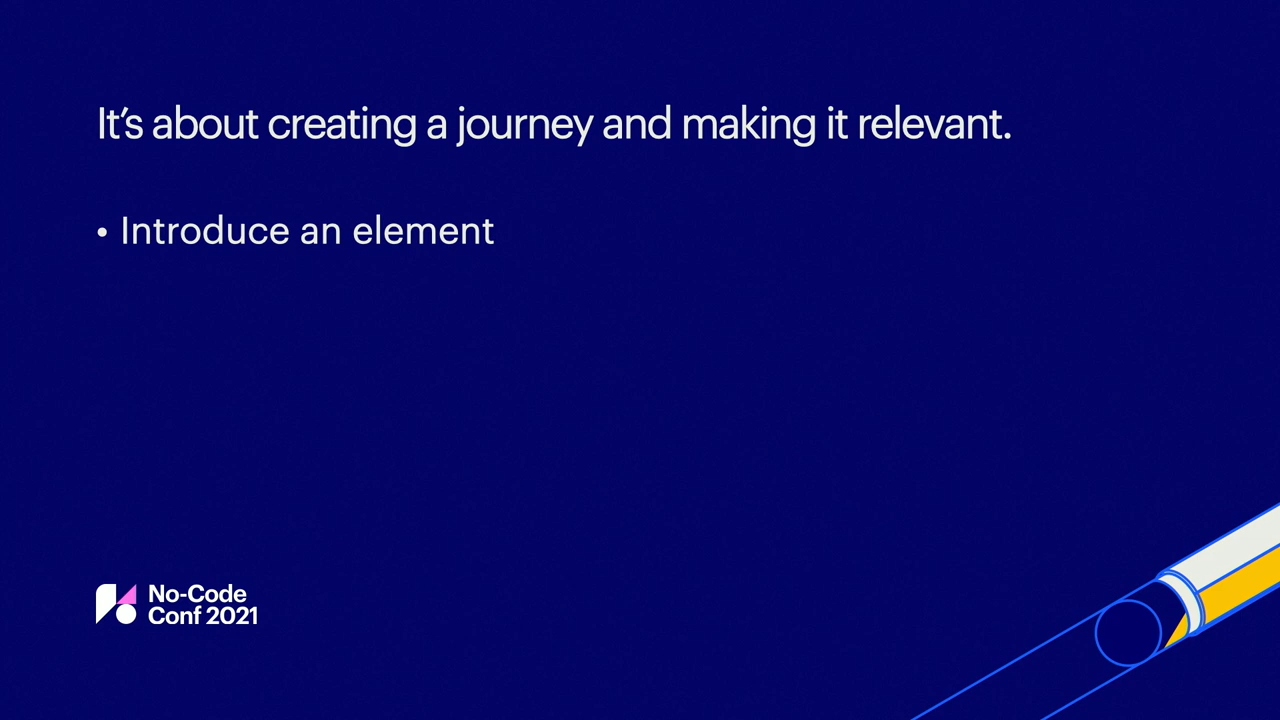 It’s about creating a journey and making it relevant.
• Introduce an element
No-Code
Conf 2021